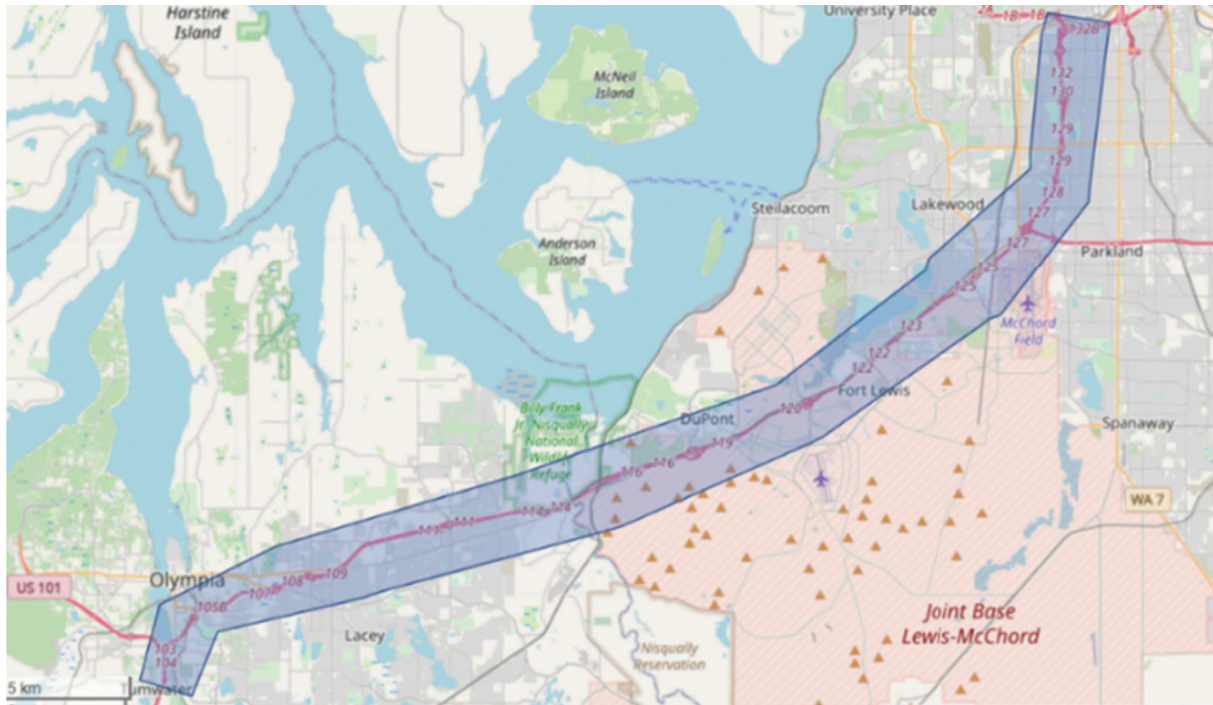 Harstine
Island
University Place
2A
1B
1B
132B
McNeil
Island
132
130
129
129
128
Steilacoom
Lakewood
127
127
Anderson
Island
Parkland
125
125
McChord
Field
123
122
122
Fort Lewis
120
Billy Frank
Jr. Nisqually
National
Wildlife
Refuge
DuPont
119
Spanaway
116
116
WA 7
114
114
111
111
109
108
107
Olympia
US 101
105B
Joint Base
Lewis-McChord
Lacey
103
104
Nisqually
Reservation
5 km
Tumwater